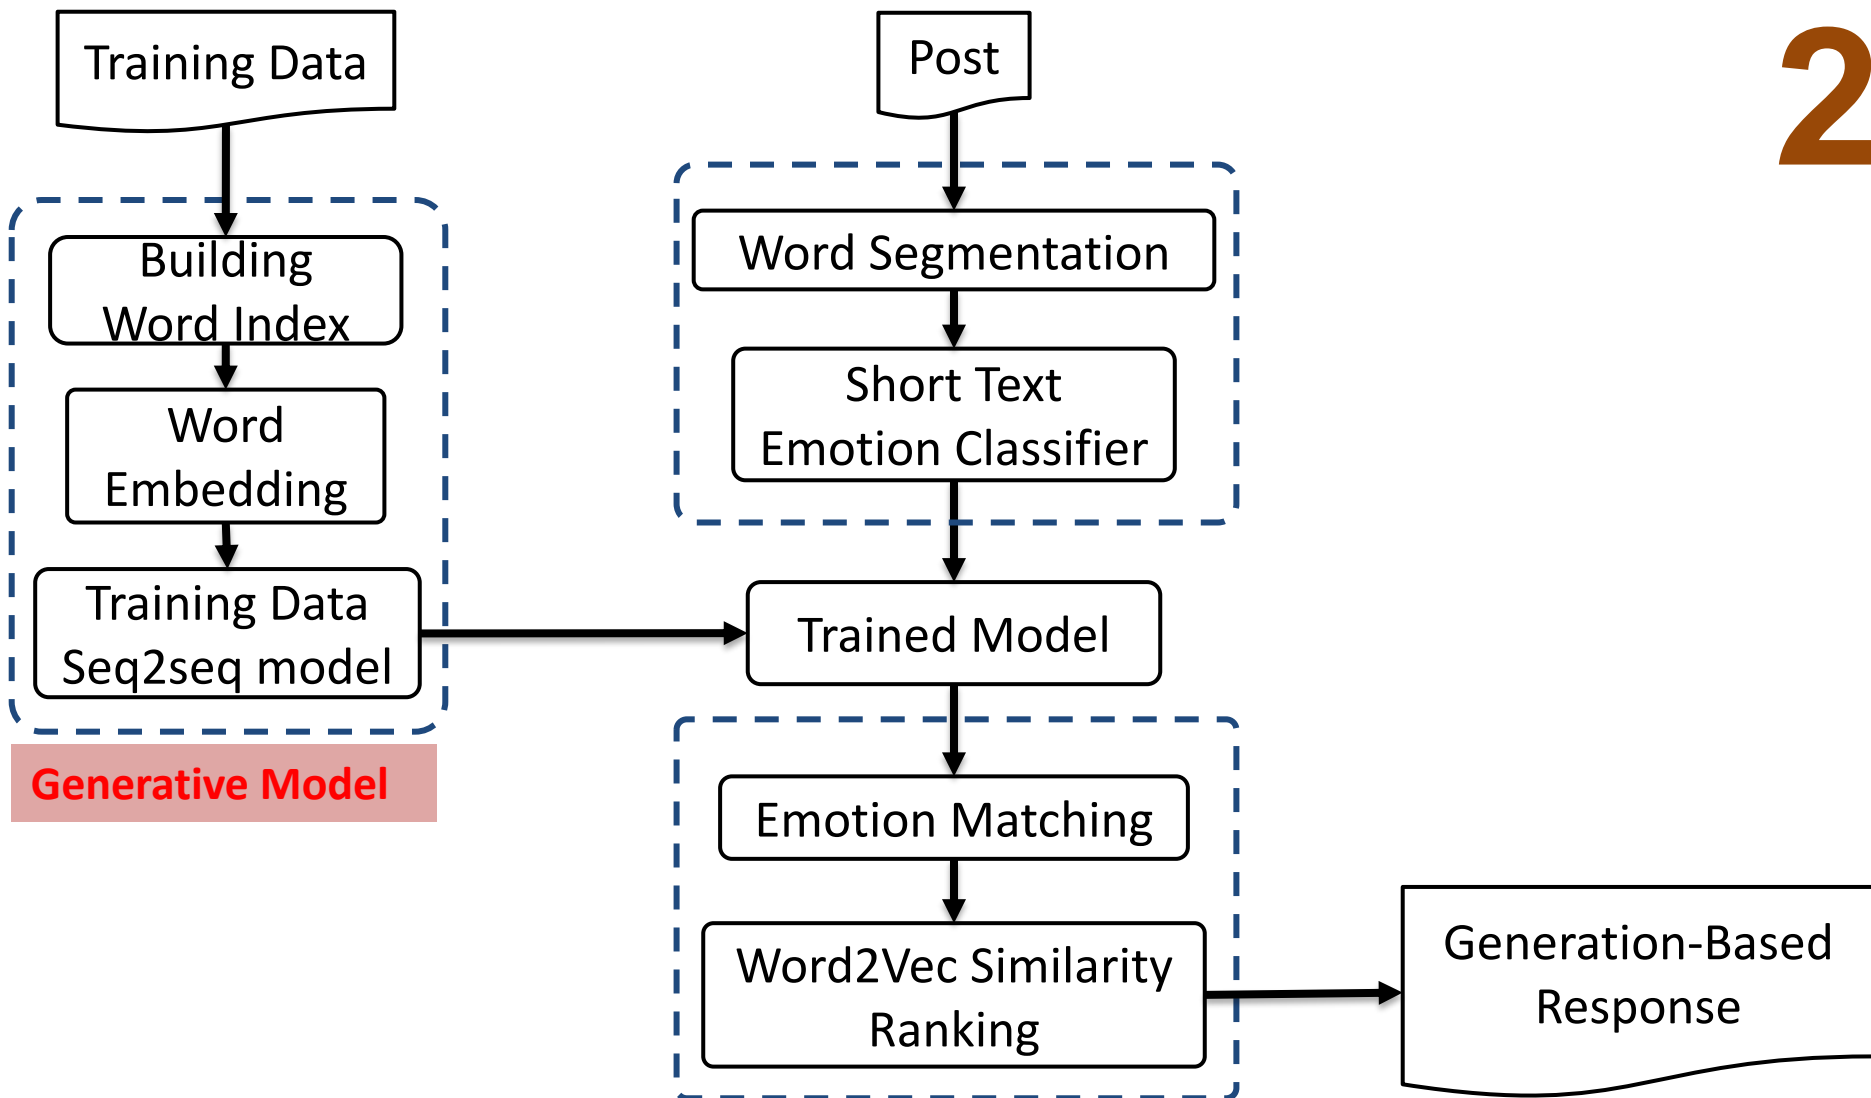 Training Data
Post
2
Building
Word Index
Word
Embedding
Training Data
Seq2seq model
Generative Model
Word Segmentation
Short Text
Emotion Classifier
Trained Model
Emotion Matching
Word2Vec Similarity
Ranking
Generation-Based
Response